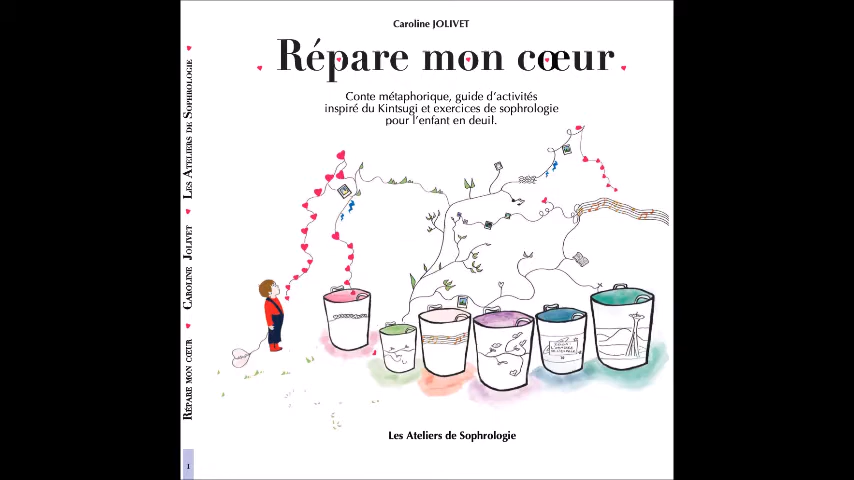 Caroline JOLIVET
Répare mon cœur
Conte métaphorique, guide d'activités
inspiré du Kintsugi et exercices de sophrologie
pour l'enfant en deuil.
Les Ateliers de Sophrologie
RÉPARE MON CŒUR CAROLINE JOLIVET LES ATELIERS DE SOPHROLOGIE
1